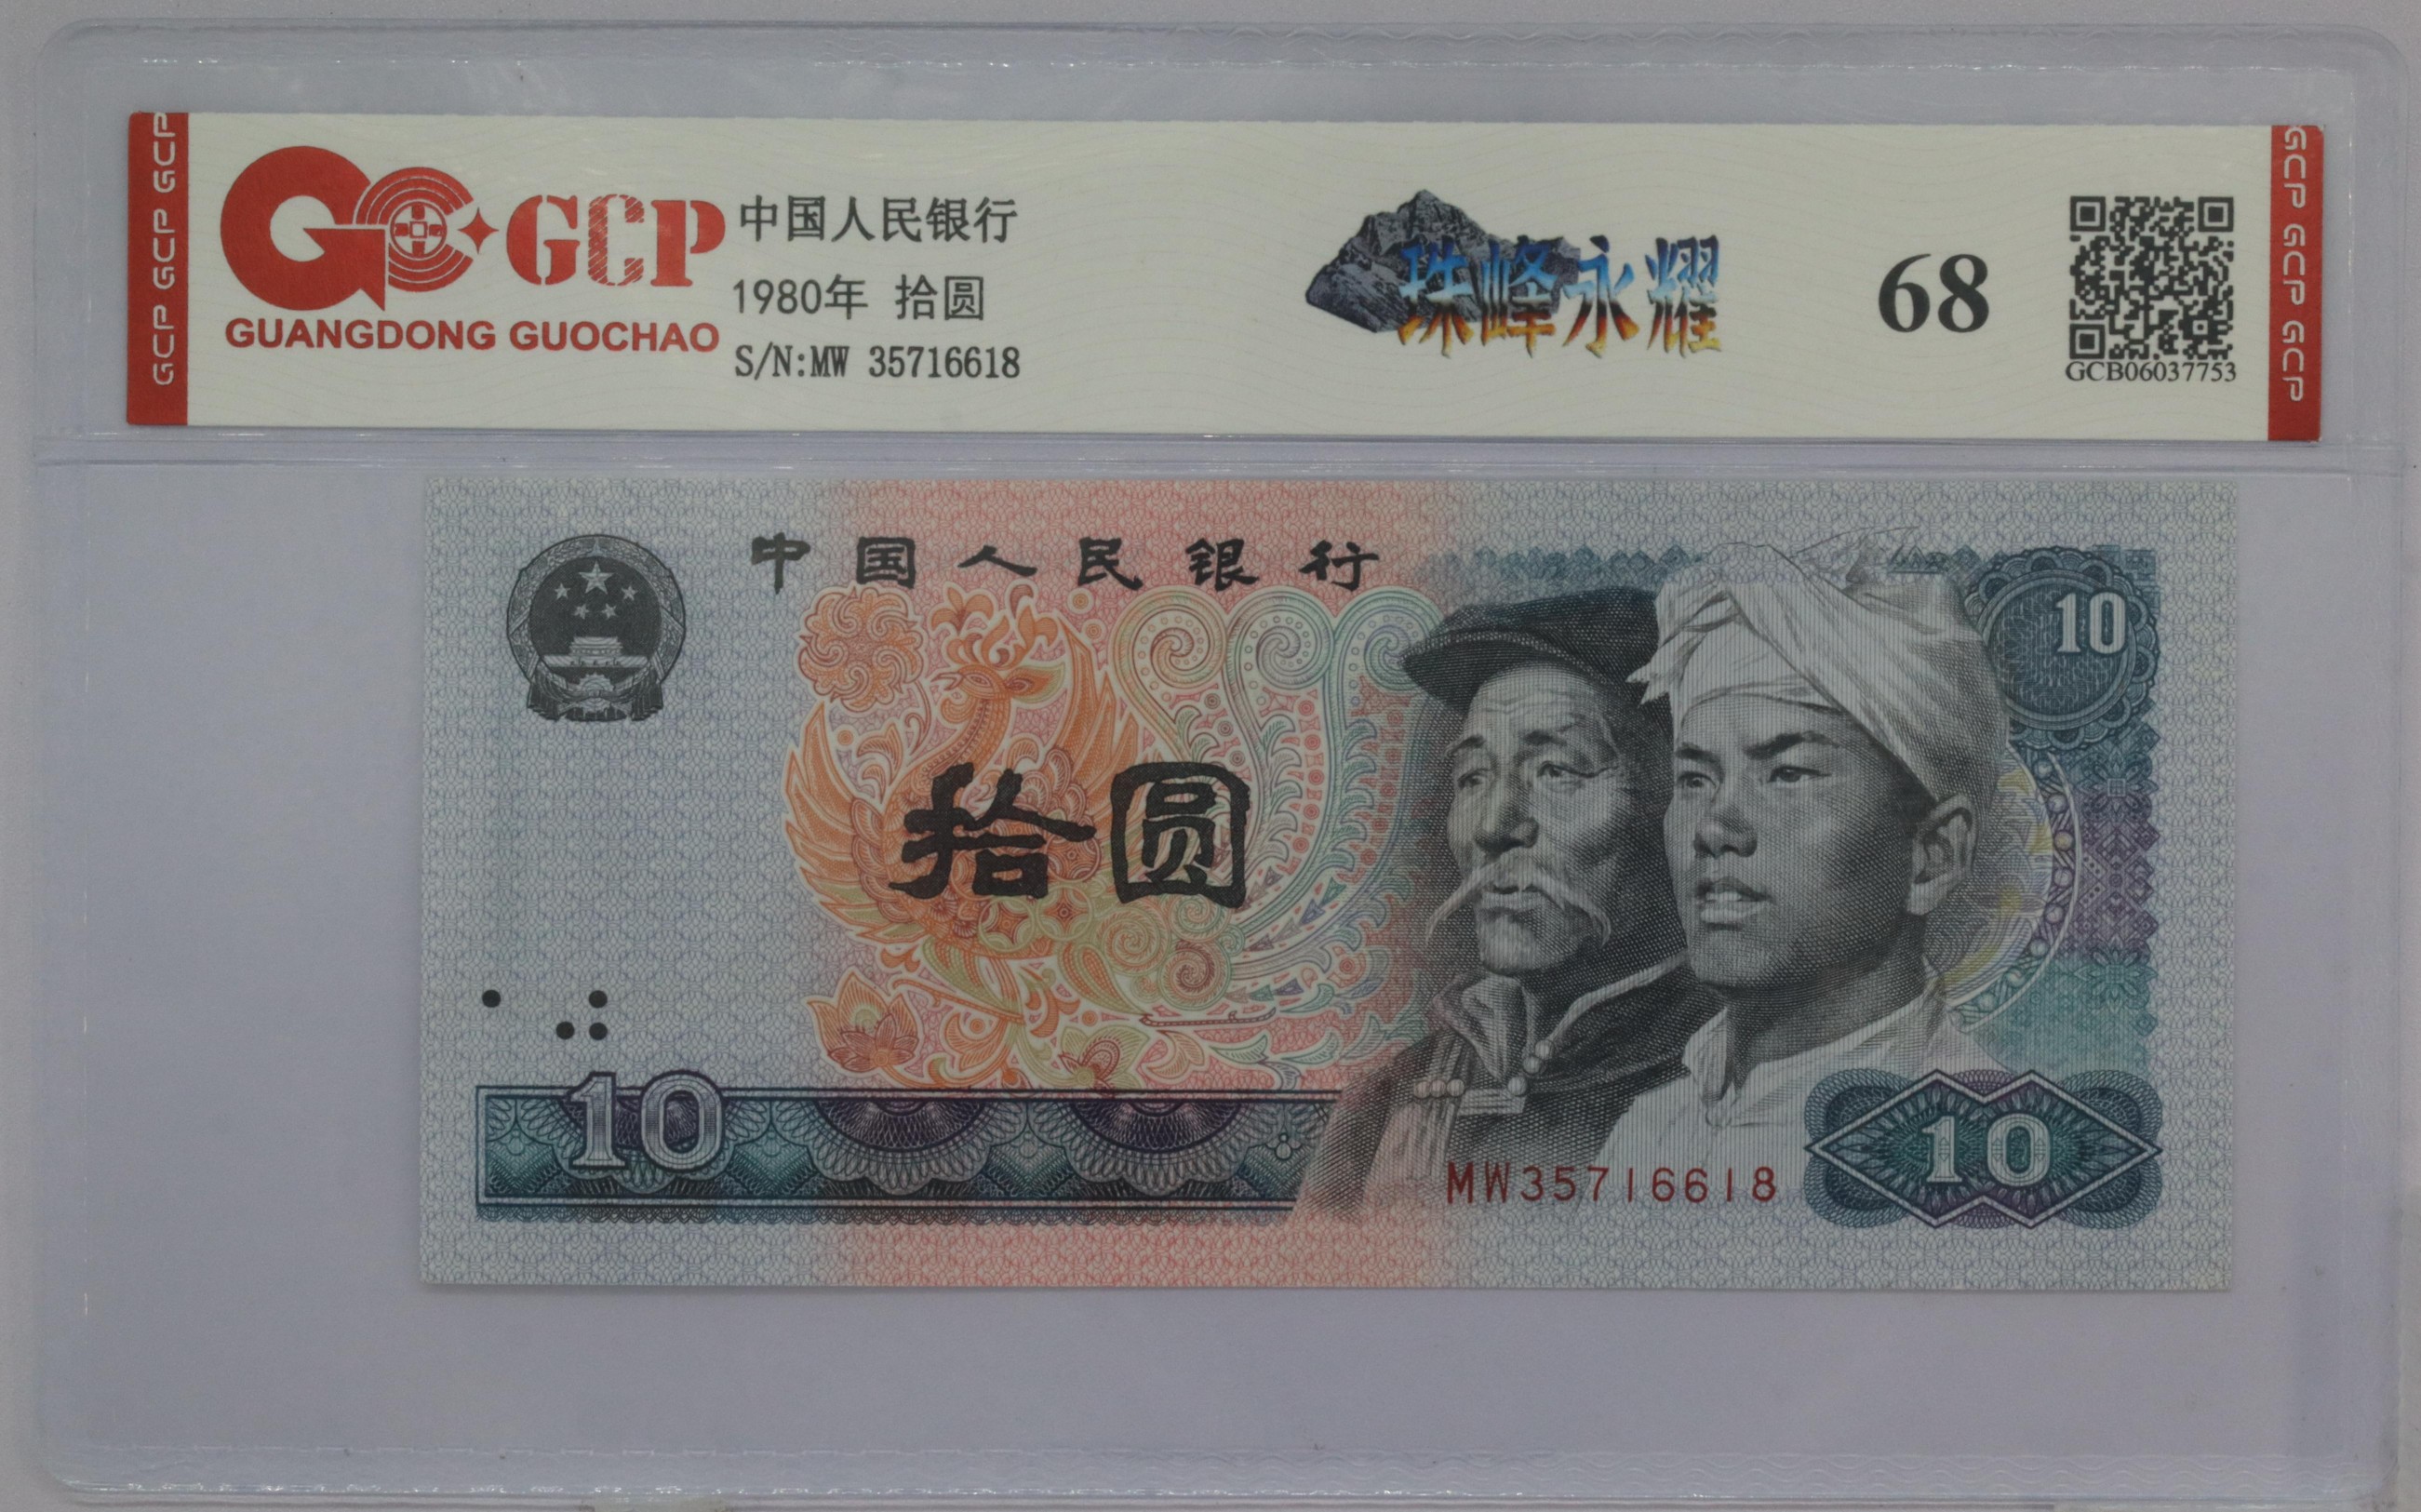 GCP GCP GCP
GCP
GUANGDONG GUOCHAO
中国人民银行
1980年 拾圆
S/N:MW 35716618
珠峰永耀
68
GCB06037753
GCP GCP GCP
中国人民银行
10
拾圆
10
MW35716618
10